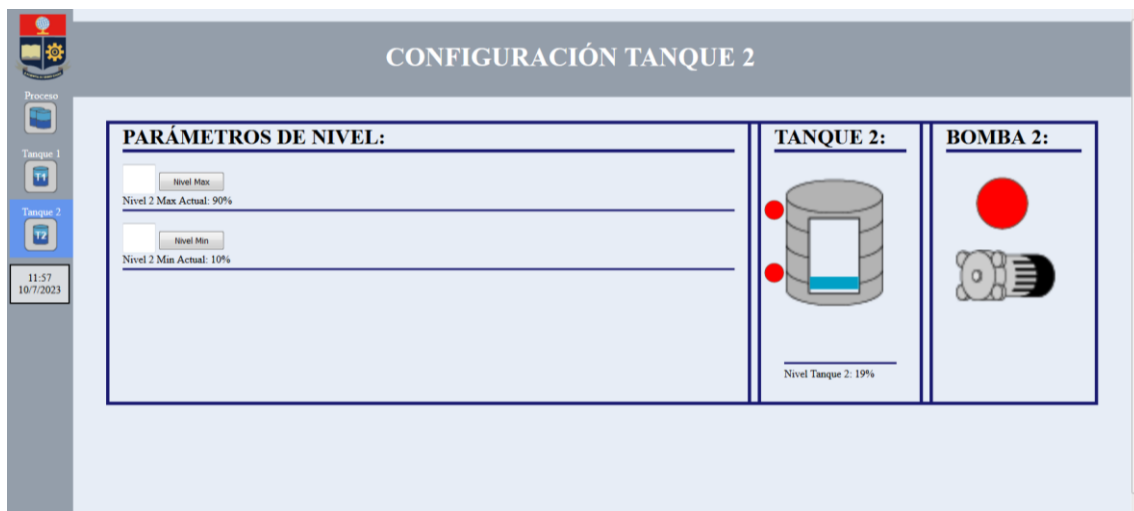 CONFIGURACIÓN TANQUE 2
Proceso
Tanque 1
T1
Tanque 2
T2
11:57
10/7/2023
PARÁMETROS DE NIVEL:
Nivel Max
Nivel 2 Max Actual: 90%
Nivel Min
Nivel 2 Min Actual: 10%
TANQUE 2:
Nivel Tanque 2: 19%
BOMBA 2: